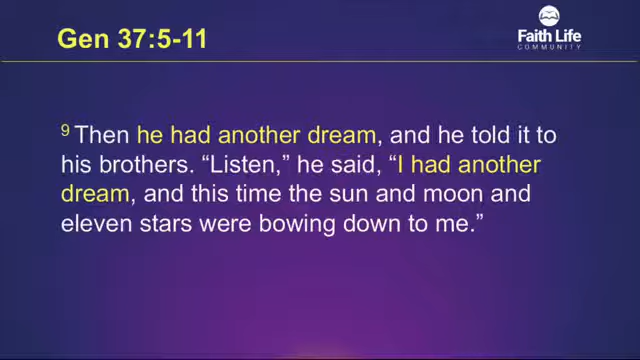 Gen 37:5-11
Faith Life
COMMUNITY
9 Then he had another dream, and he told it to
his brothers. “Listen,” he said, “I had another
dream, and this time the sun and moon and
eleven stars were bowing down to me.”